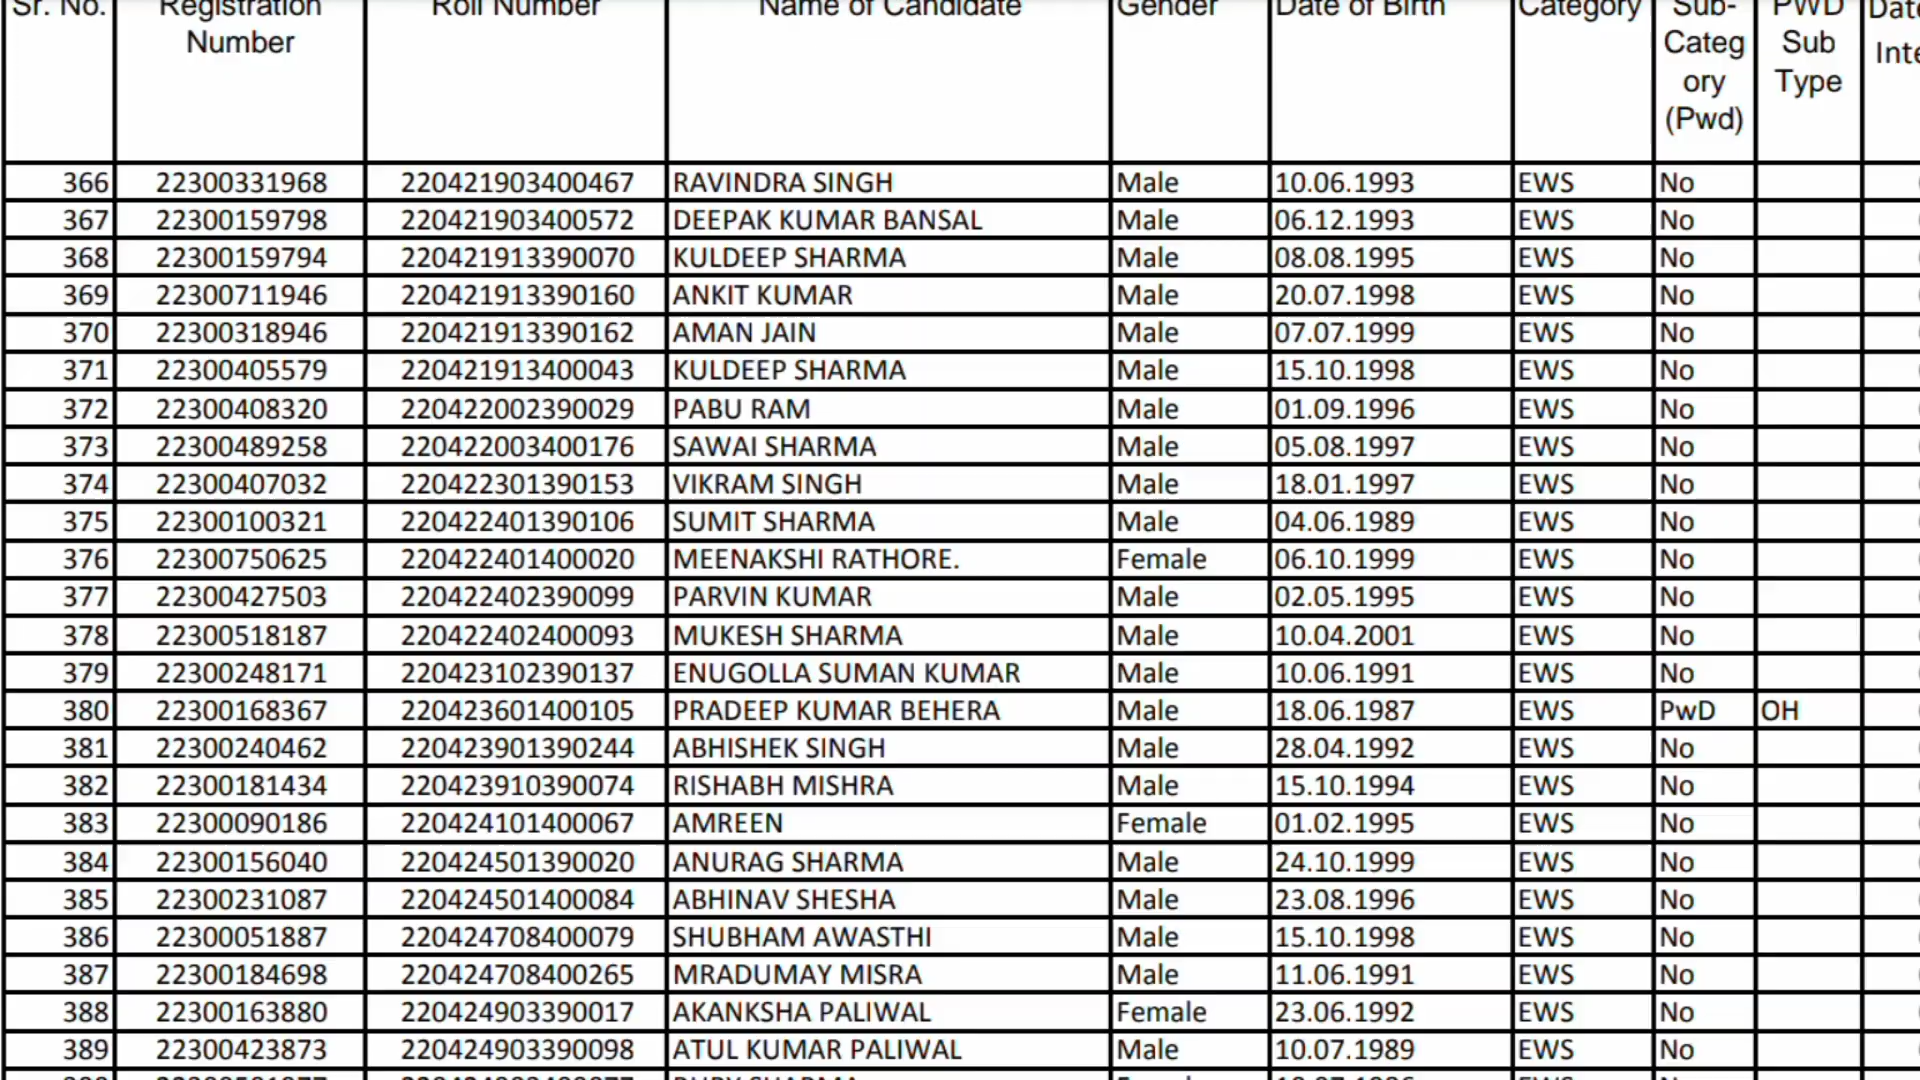 Sr. No. Registration Number Roll Number Name of Candidate Gender Date of Birth Category Sub-Category (Pwd) PWD Sub Type
366 22300331968 220421903400467 RAVINDRA SINGH Male 10.06.1993 EWS No
367 22300159798 220421903400572 DEEPAK KUMAR BANSAL Male 06.12.1993 EWS No
368 22300159794 220421913390070 KULDEEP SHARMA Male 08.08.1995 EWS No
369 22300711946 220421913390160 ANKIT KUMAR Male 20.07.1998 EWS No
370 22300318946 220421913390162 AMAN JAIN Male 07.07.1999 EWS No
371 22300405579 220421913400043 KULDEEP SHARMA Male 15.10.1998 EWS No
372 22300408320 220422002390029 PABU RAM Male 01.09.1996 EWS No
373 22300489258 220422003400176 SAWAI SHARMA Male 05.08.1997 EWS No
374 22300407032 220422301390153 VIKRAM SINGH Male 18.01.1997 EWS No
375 22300100321 220422401390106 SUMIT SHARMA Male 04.06.1989 EWS No
376 22300750625 220422401400020 MEENAKSHI RATHORE. Female 06.10.1999 EWS No
377 22300427503 220422402390099 PARVIN KUMAR Male 02.05.1995 EWS No
378 22300518187 220422402400093 MUKESH SHARMA Male 10.04.2001 EWS No
379 22300248171 220423102390137 ENUGOLLA SUMAN KUMAR Male 10.06.1991 EWS No
380 22300168367 220423601400105 PRADEEP KUMAR BEHERA Male 18.06.1987 EWS PwD OH
381 22300240462 220423901390244 ABHISHEK SINGH Male 28.04.1992 EWS No
382 22300181434 220423910390074 RISHABH MISHRA Male 15.10.1994 EWS No
383 22300090186 220424101400067 AMREEN Female 01.02.1995 EWS No
384 22300156040 220424501390020 ANURAG SHARMA Male 24.10.1999 EWS No
385 22300231087 220424501400084 ABHINAV SHESHA Male 23.08.1996 EWS No
386 22300051887 220424708400079 SHUBHAM AWASTHI Male 15.10.1998 EWS No
387 22300184698 220424708400265 MRADUMAY MISRA Male 11.06.1991 EWS No
388 22300163880 220424903390017 AKANKSHA PALIWAL Female 23.06.1992 EWS No
389 22300423873 220424903390098 ATUL KUMAR PALIWAL Male 10.07.1989 EWS No